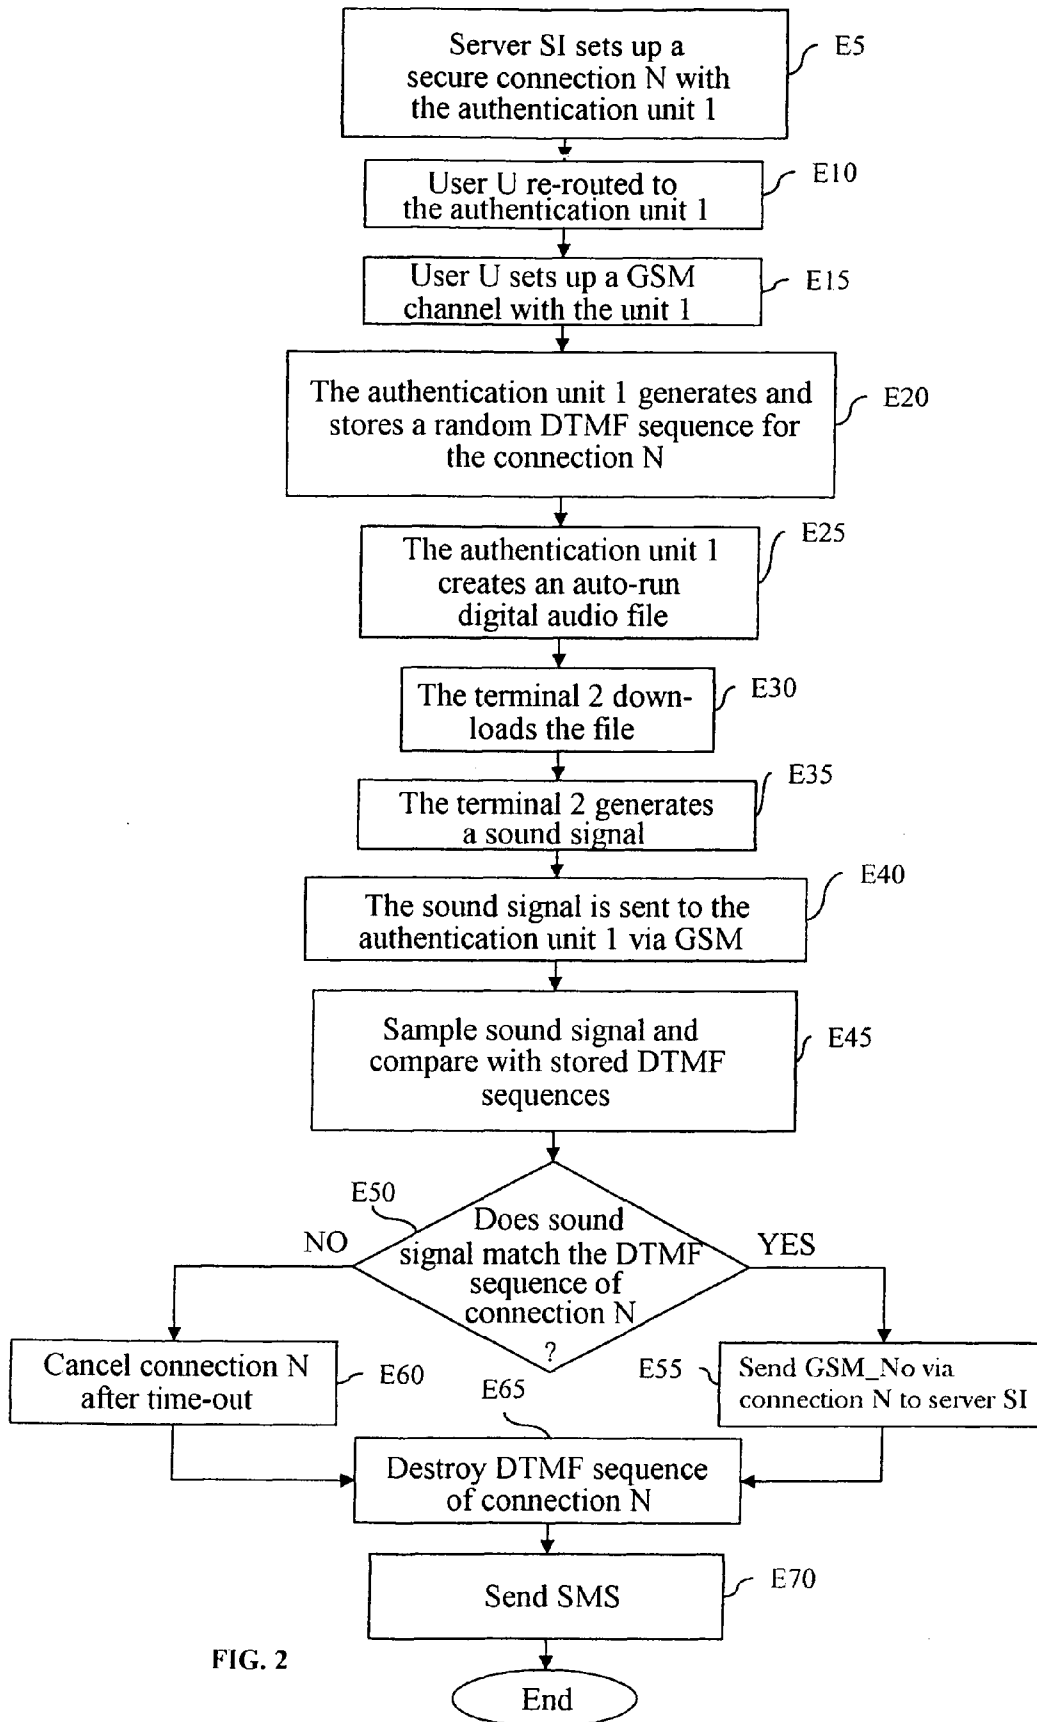 Server SI sets up a
secure connection N with
the authentication unit 1
E5
User U re-routed to
the authentication unit 1
E10
User U sets up a GSM
channel with the unit 1
E15
The authentication unit 1 generates and
stores a random DTMF sequence for
the connection N
E20
The authentication unit 1
creates an auto-run
digital audio file
E25
The terminal 2 down-
loads the file
E30
The terminal 2 generates
a sound signal
E35
The sound signal is sent to the
authentication unit 1 via GSM
E40
Sample sound signal and
compare with stored DTMF
sequences
E45
E50
Does sound
signal match the DTMF
sequence of
connection N
?
NO
YES
Cancel connection N
after time-out
E60
E55
Send GSM_No via
connection N to server SI
E65
Destroy DTMF sequence
of connection N
Send SMS
E70
FIG. 2
End